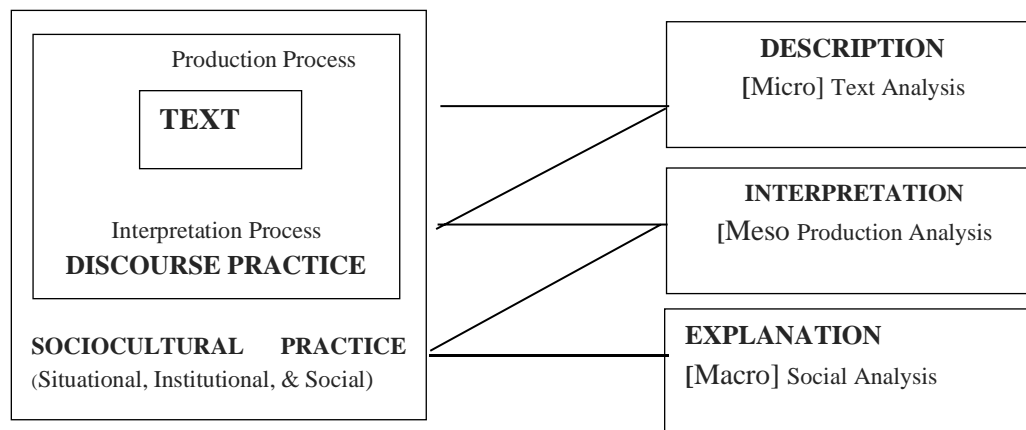 Production Process
TEXT
Interpretation Process
DISCOURSE PRACTICE
SOCIOCULTURAL PRACTICE
(Situational, Institutional, & Social)
DESCRIPTION
[Micro] Text Analysis
INTERPRETATION
[Meso Production Analysis
EXPLANATION
[Macro] Social Analysis